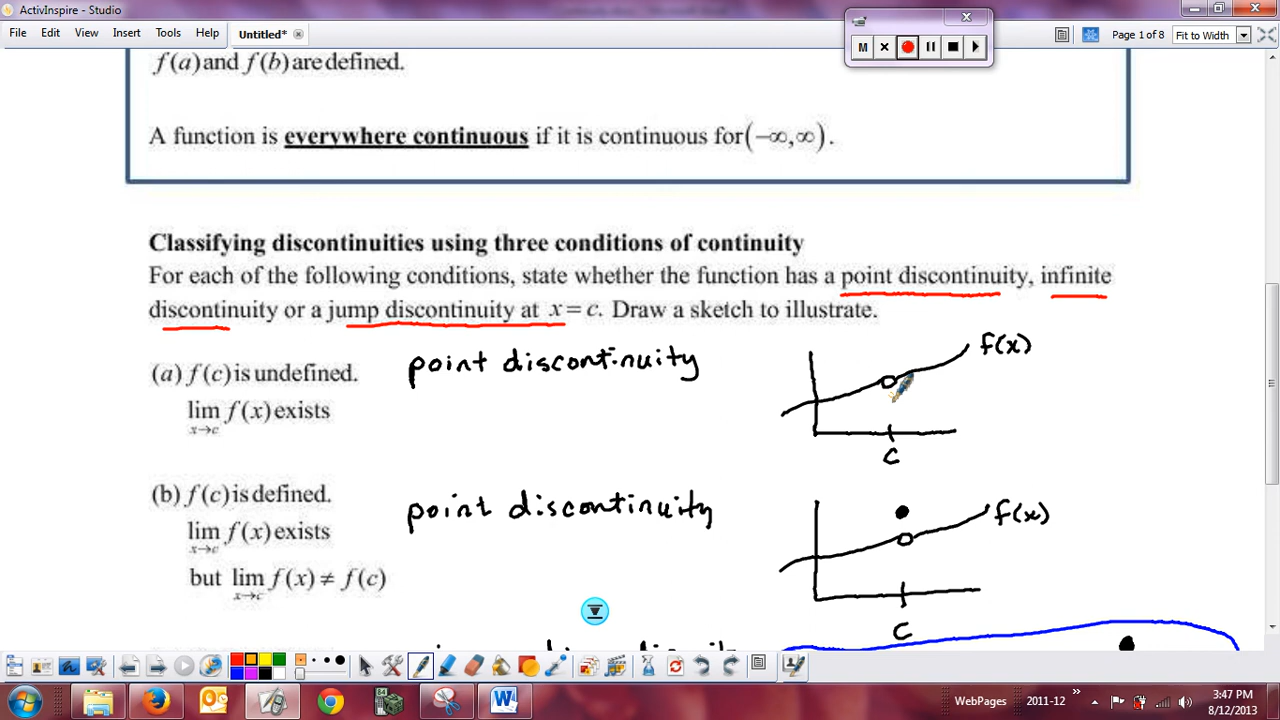 ActivInspire - Studio
File Edit View Insert Tools Help Untitled* Page 1 of 8 Fit to Width
M
f(a) and f(b) are defined.
A function is everywhere continuous if it is continuous for (−∞,∞).
Classifying discontinuities using three conditions of continuity
For each of the following conditions, state whether the function has a point discontinuity, infinite
discontinuity or a jump discontinuity at x = c. Draw a sketch to illustrate.
(a) f(c) is undefined.
lim f(x) exists
x→c
point discontinuity
f(x)
c
(b) f(c) is defined.
lim f(x) exists
x→c
but lim f(x) ≠ f(c)
x→c
point discontinuity
f(x)
c
WebPages 2011-12 »
3:47 PM
8/12/2013